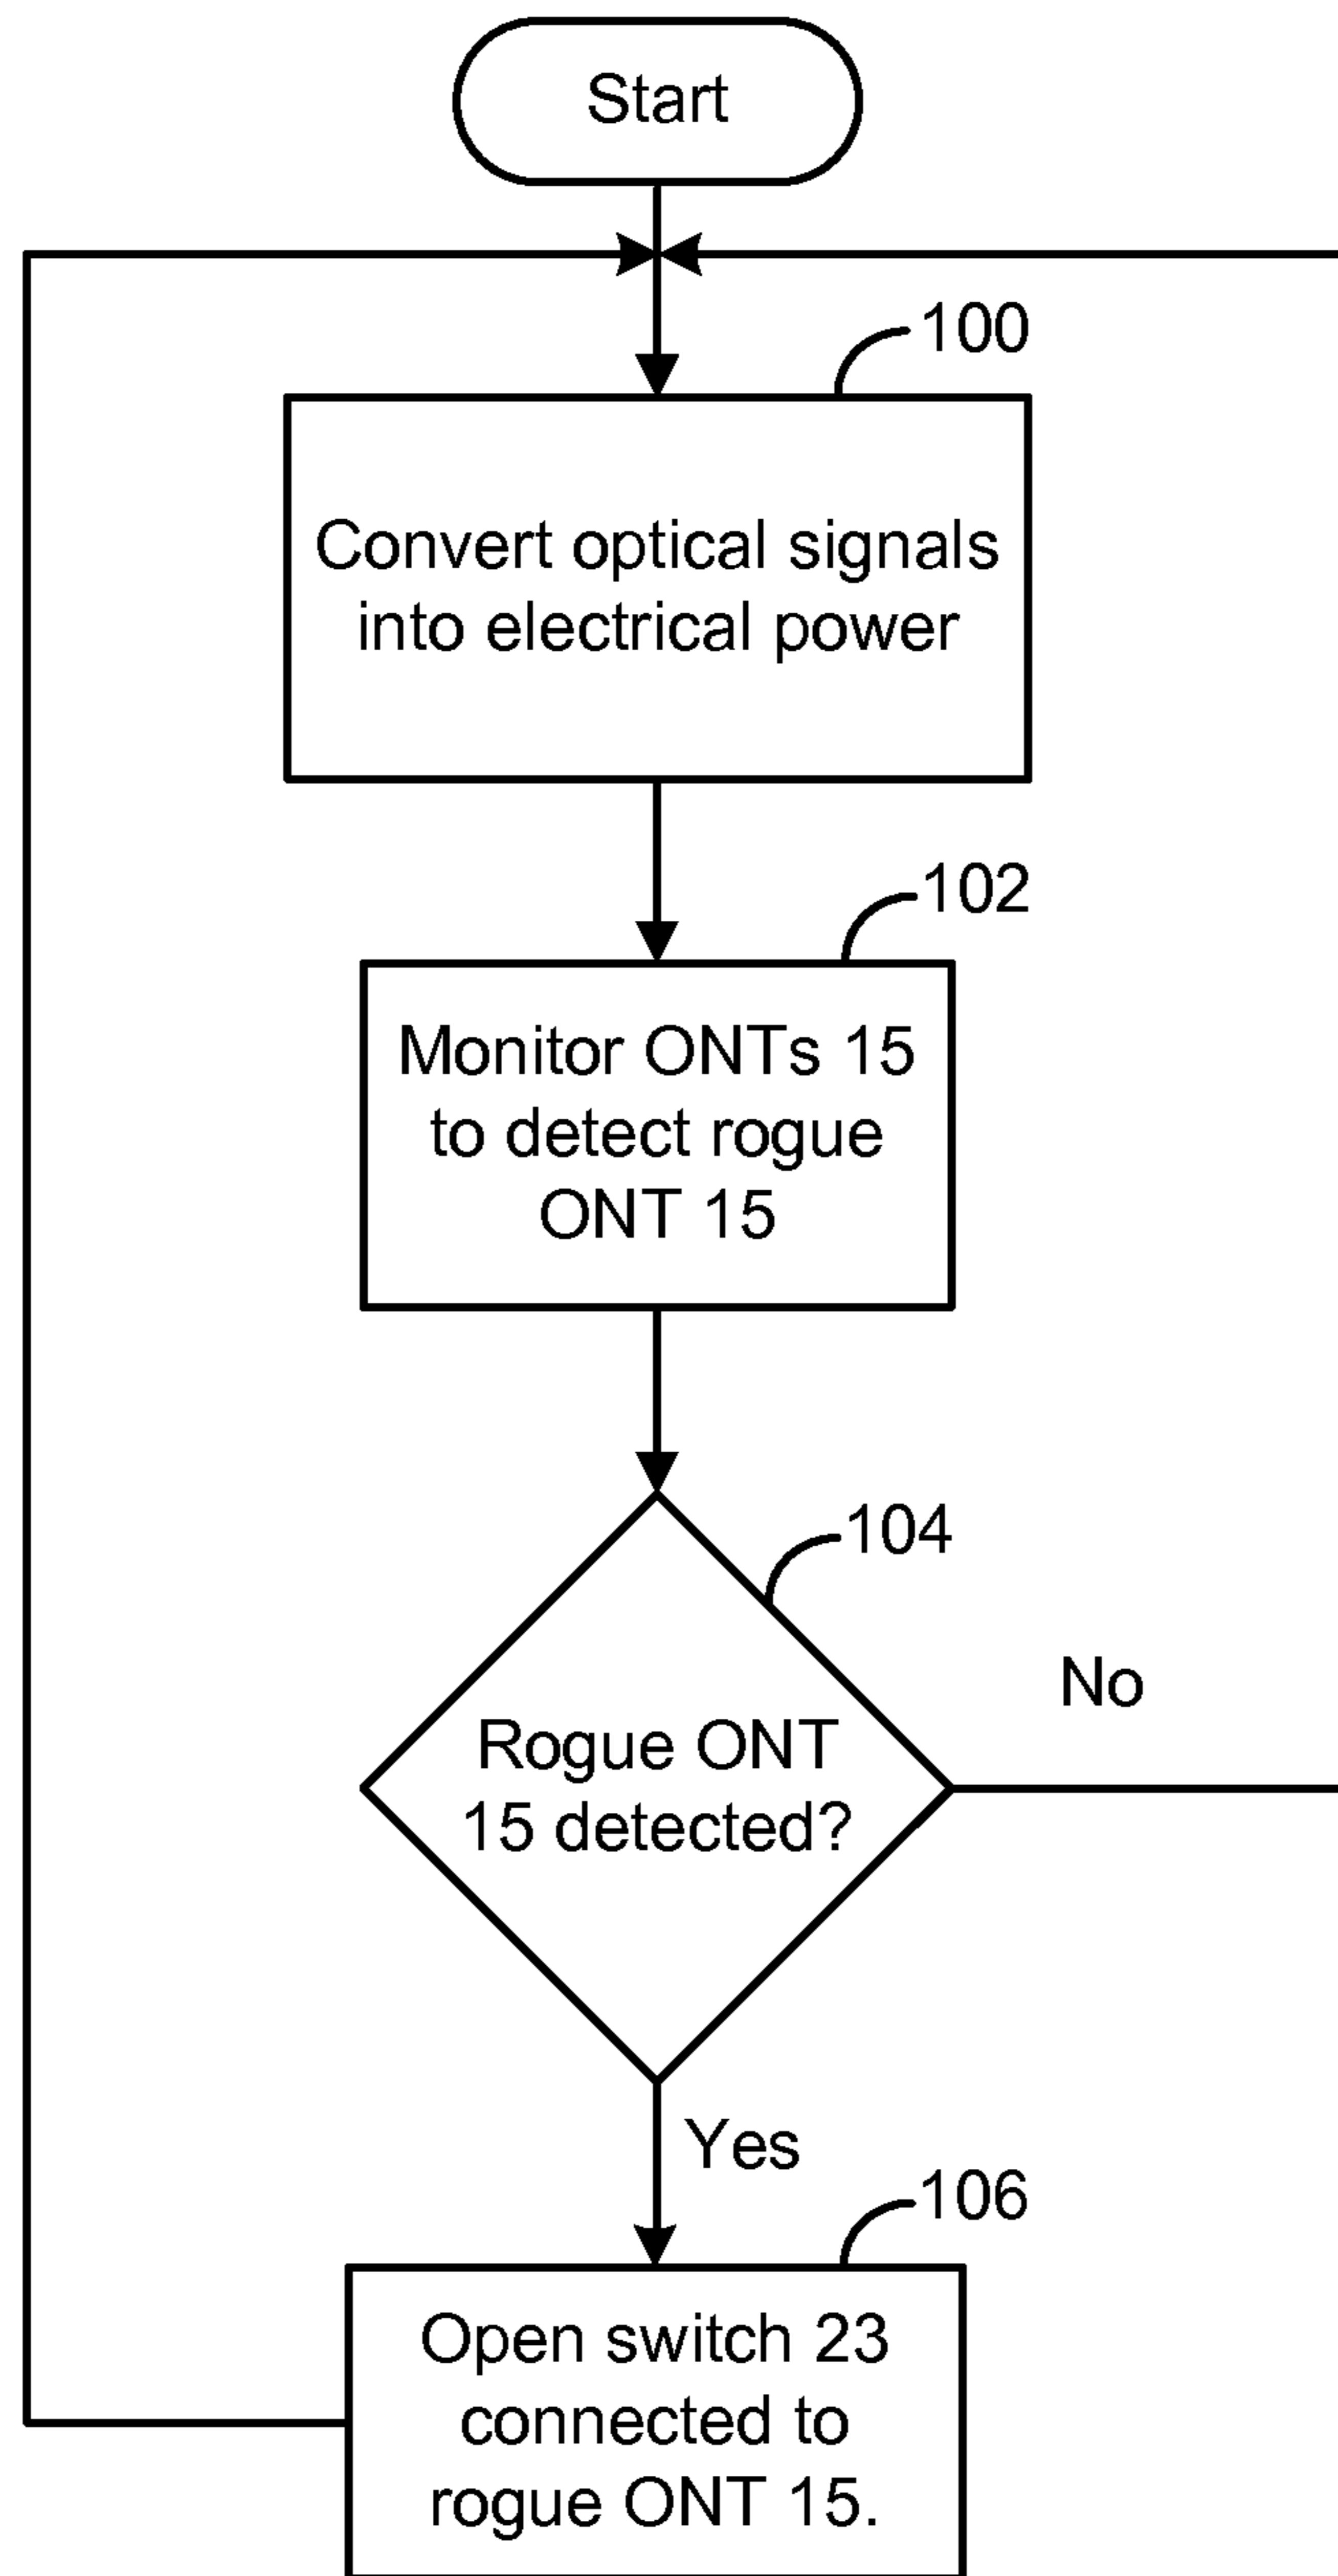 Start
100
Convert optical signals
into electrical power
102
Monitor ONTs 15
to detect rogue
ONT 15
104
No
Rogue ONT
15 detected?
Yes
106
Open switch 23
connected to
rogue ONT 15.